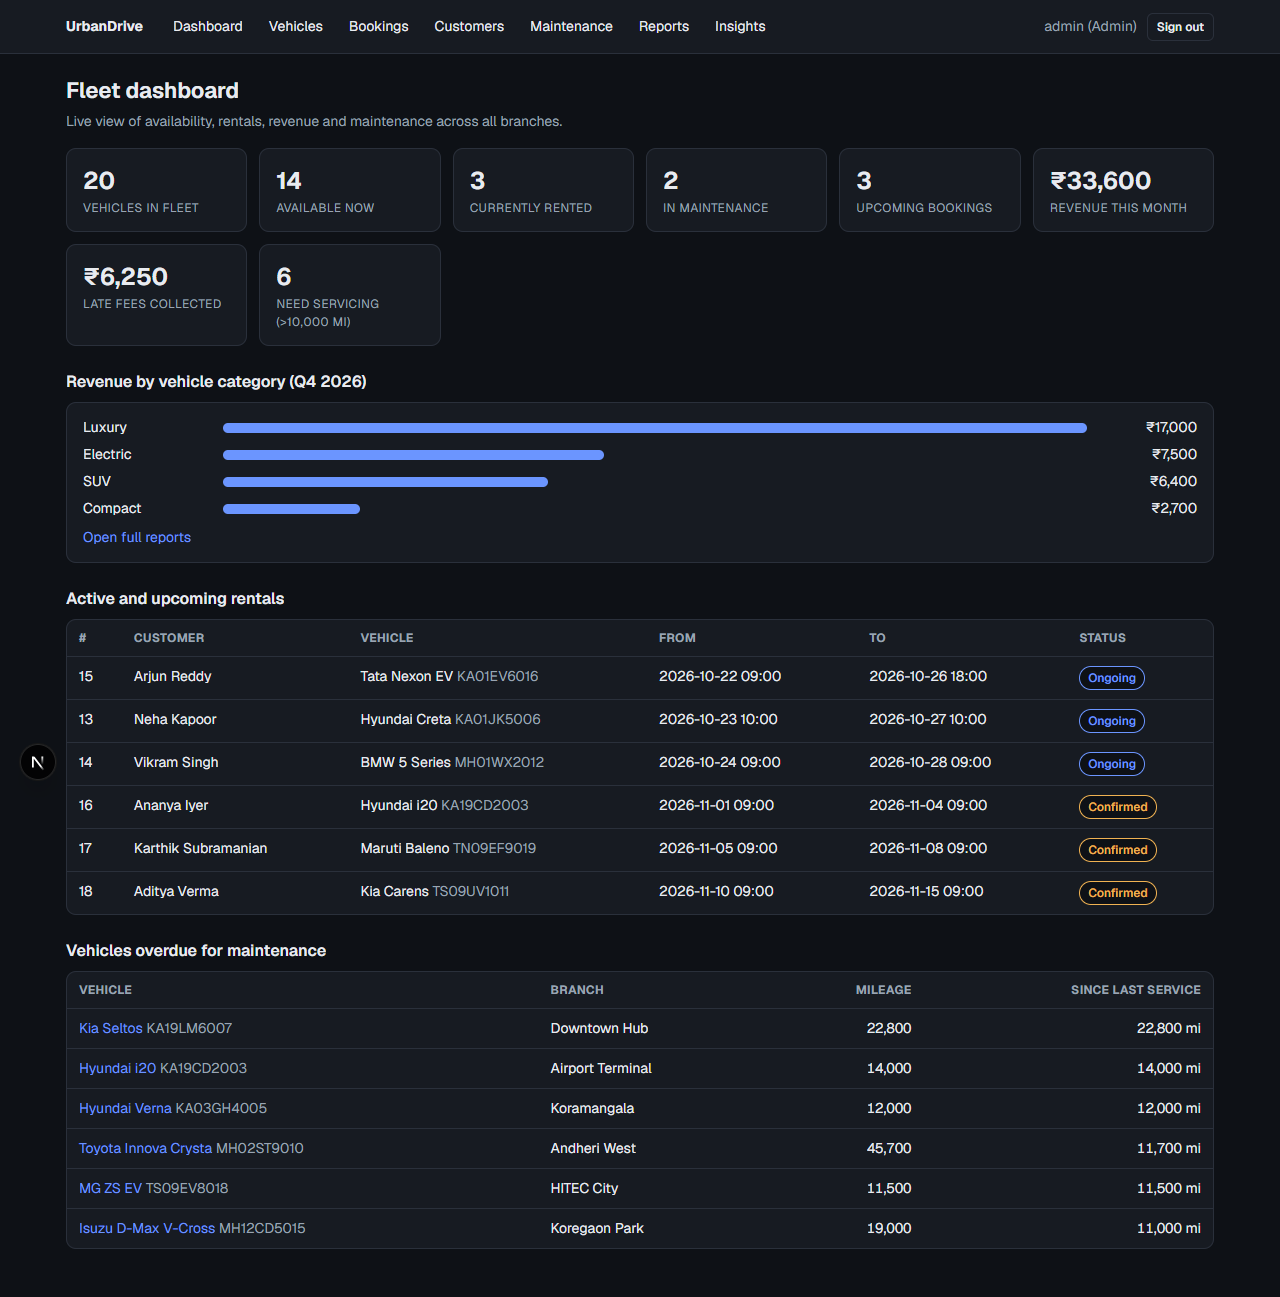 UrbanDrive Dashboard Vehicles Bookings Customers Maintenance Reports Insights admin (Admin) Sign out
Fleet dashboard
Live view of availability, rentals, revenue and maintenance across all branches.
20
VEHICLES IN FLEET
14
AVAILABLE NOW
3
CURRENTLY RENTED
2
IN MAINTENANCE
3
UPCOMING BOOKINGS
₹33,600
REVENUE THIS MONTH
₹6,250
LATE FEES COLLECTED
6
NEED SERVICING
(>10,000 MI)
Revenue by vehicle category (Q4 2026)
Luxury ₹17,000
Electric ₹7,500
SUV ₹6,400
Compact ₹2,700
Open full reports
Active and upcoming rentals
# CUSTOMER VEHICLE FROM TO STATUS
15 Arjun Reddy Tata Nexon EV KA01EV6016 2026-10-22 09:00 2026-10-26 18:00 Ongoing
13 Neha Kapoor Hyundai Creta KA01JK5006 2026-10-23 10:00 2026-10-27 10:00 Ongoing
14 Vikram Singh BMW 5 Series MH01WX2012 2026-10-24 09:00 2026-10-28 09:00 Ongoing
16 Ananya Iyer Hyundai i20 KA19CD2003 2026-11-01 09:00 2026-11-04 09:00 Confirmed
17 Karthik Subramanian Maruti Baleno TN09EF9019 2026-11-05 09:00 2026-11-08 09:00 Confirmed
18 Aditya Verma Kia Carens TS09UV1011 2026-11-10 09:00 2026-11-15 09:00 Confirmed
N
Vehicles overdue for maintenance
VEHICLE BRANCH MILEAGE SINCE LAST SERVICE
Kia Seltos KA19LM6007 Downtown Hub 22,800 22,800 mi
Hyundai i20 KA19CD2003 Airport Terminal 14,000 14,000 mi
Hyundai Verna KA03GH4005 Koramangala 12,000 12,000 mi
Toyota Innova Crysta MH02ST9010 Andheri West 45,700 11,700 mi
MG ZS EV TS09EV8018 HITEC City 11,500 11,500 mi
Isuzu D-Max V-Cross MH12CD5015 Koregaon Park 19,000 11,000 mi